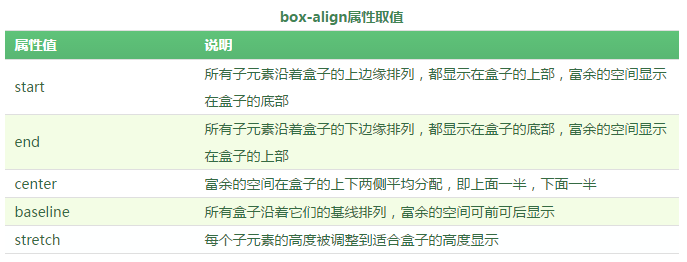 box-align属性取值
属性值 说明
start 所有子元素沿着盒子的上边缘排列，都显示在盒子的上部，富余的空间显示
在盒子的底部
end 所有子元素沿着盒子的下边缘排列，都显示在盒子的底部，富余的空间显示
在盒子的上部
center 富余的空间在盒子的上下两侧平均分配，即上面一半，下面一半
baseline 所有盒子沿着它们的基线排列，富余的空间可前可后显示
stretch 每个子元素的高度被调整到适合盒子的高度显示